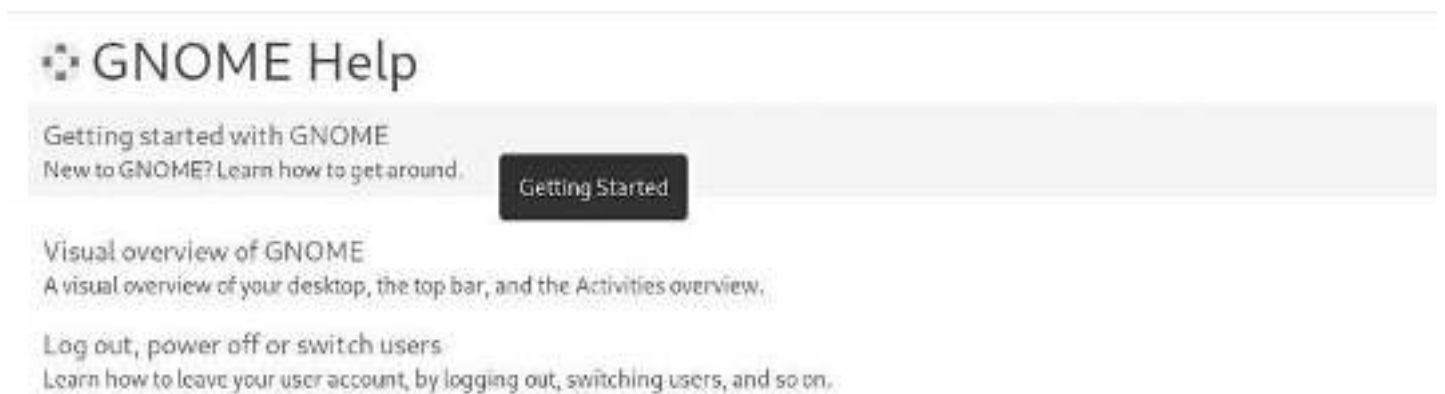 GNOME Help
Getting started with GNOME
New to GNOME? Learn how to get around.
Getting Started
Visual overview of GNOME
A visual overview of your desktop, the top bar, and the Activities overview.
Log out, power off or switch users
Learn how to leave your user account, by logging out, switching users, and so on.